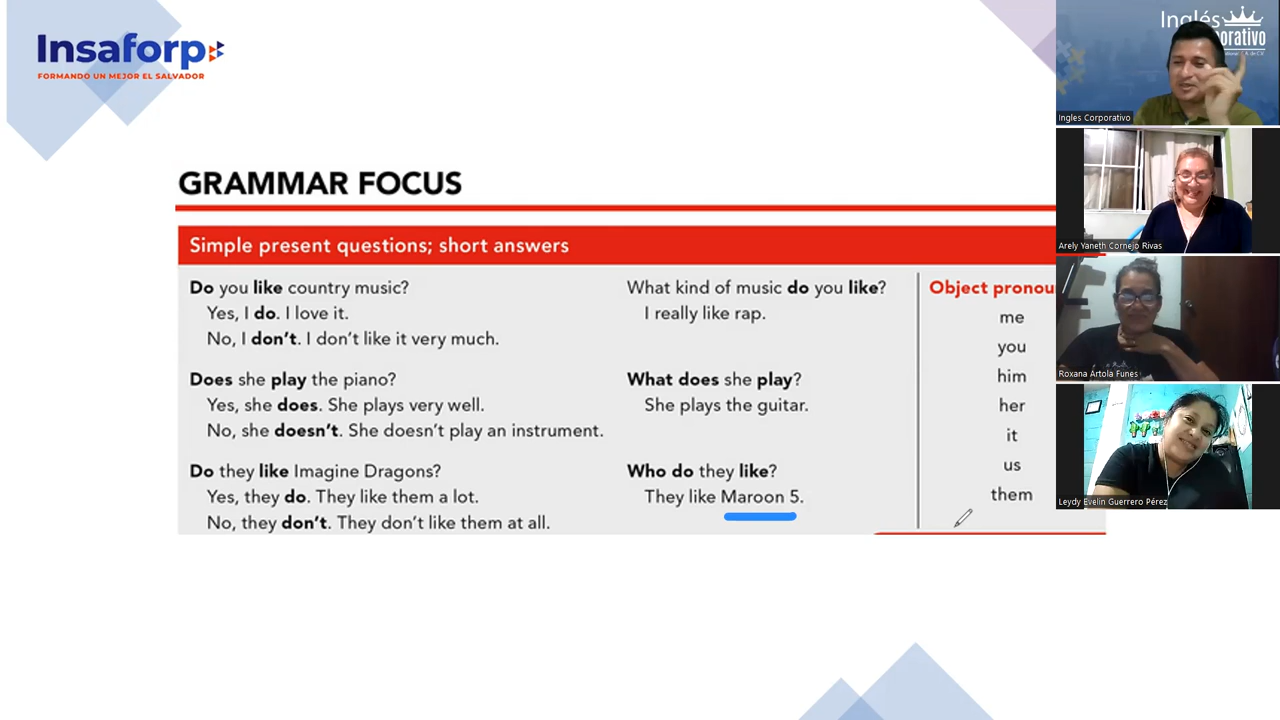 Insaforp
FORMANDO UN MEJOR EL SALVADOR
GRAMMAR FOCUS
Simple present questions; short answers
Do you like country music?
Yes, I do. I love it.
No, I don't. I don't like it very much.
Does she play the piano?
Yes, she does. She plays very well.
No, she doesn't. She doesn't play an instrument.
Do they like Imagine Dragons?
Yes, they do. They like them a lot.
No, they don't. They don't like them at all.
What kind of music do you like?
I really like rap.
What does she play?
She plays the guitar.
Who do they like?
They like Maroon 5.
Object pronou
me
you
him
her
it
us
them
Inglés
Ingles Corporativo
Arely Yaneth Cornejo Rivas
Roxana Artola Funes
Leydy Evelin Guerrero Pérez